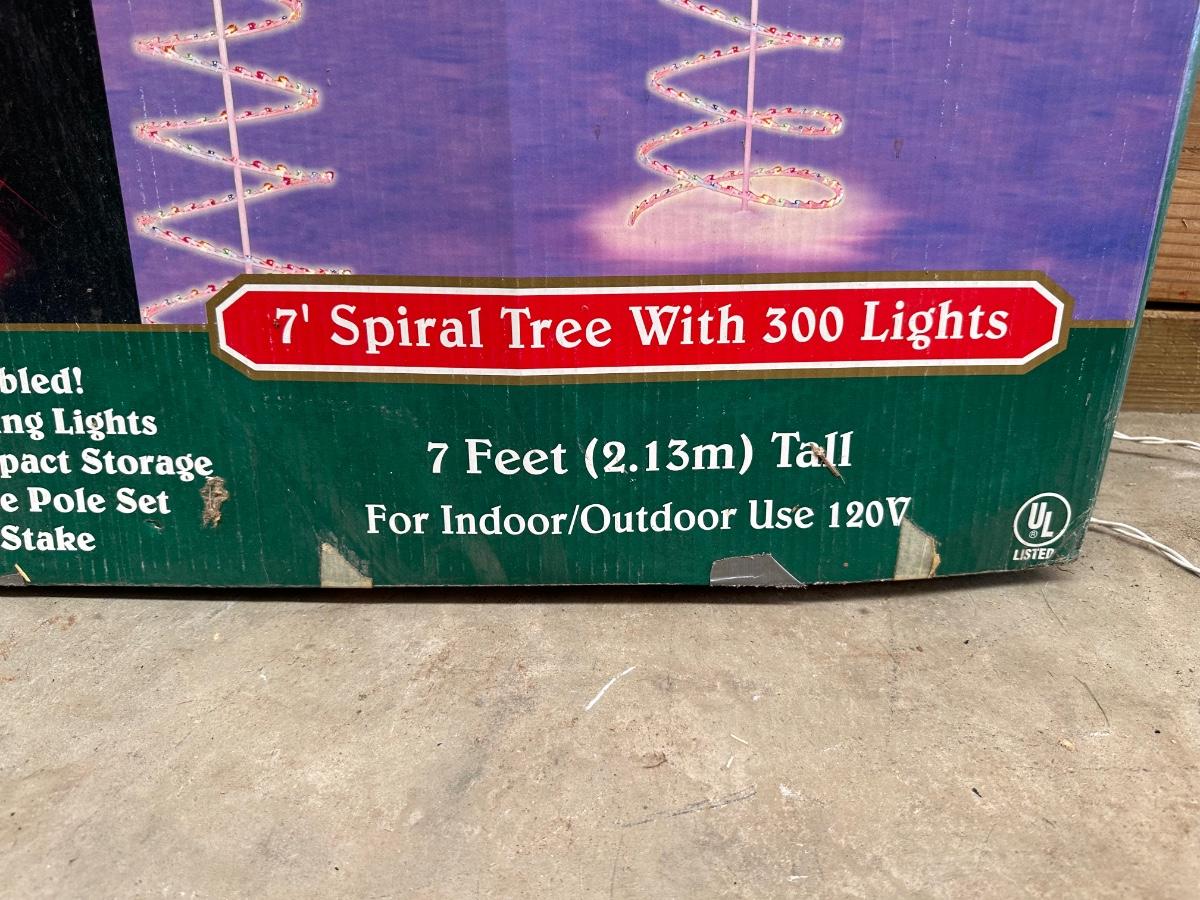 7' Spiral Tree With 300 Lights
bled!
ng Lights
pact Storage
e Pole Set
Stake
7 Feet (2.13m) Tall
For Indoor/Outdoor Use 120V
UL
®
LISTED